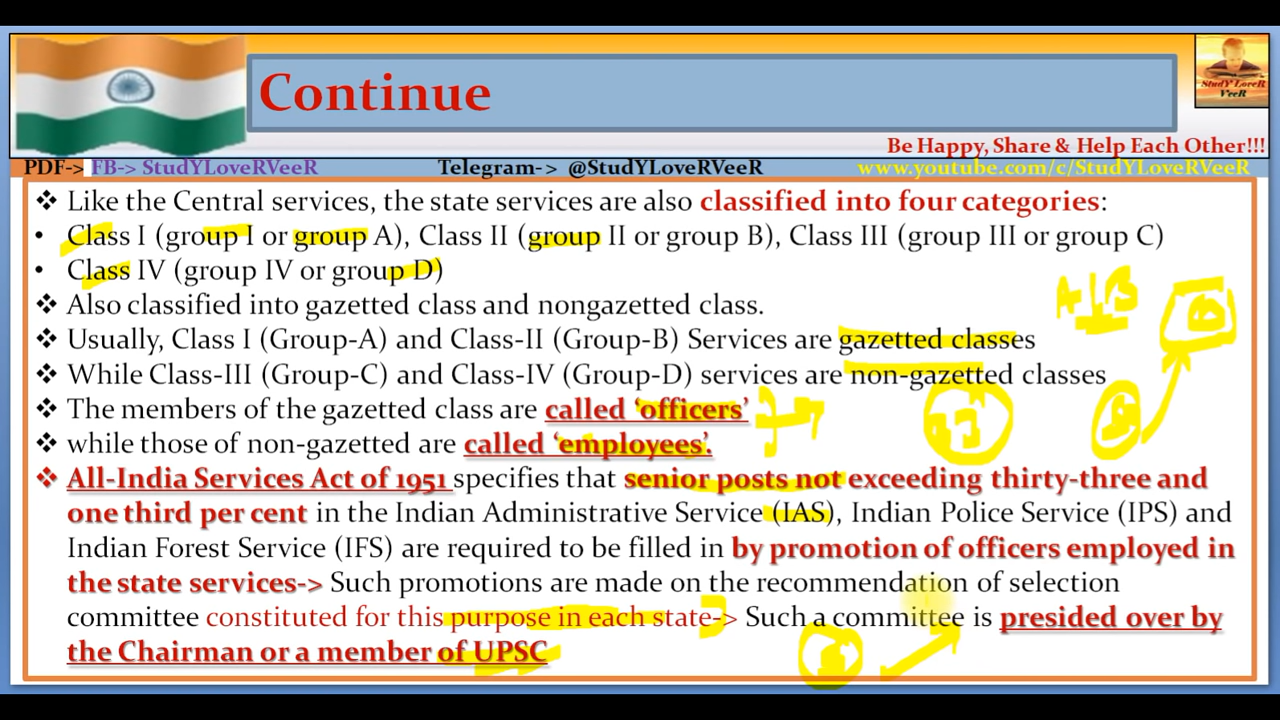 Continue
StudY LoveR
VeeR
Be Happy, Share & Help Each Other!!!
PDF-> FB-> StudYLoveRVeeR Telegram-> @StudYLoveRVeeR www.youtube.com/c/StudYLoveRVeeR
❖ Like the Central services, the state services are also classified into four categories:
• Class I (group I or group A), Class II (group II or group B), Class III (group III or group C)
• Class IV (group IV or group D)
❖ Also classified into gazetted class and nongazetted class.
❖ Usually, Class I (Group-A) and Class-II (Group-B) Services are gazetted classes
❖ While Class-III (Group-C) and Class-IV (Group-D) services are non-gazetted classes
❖ The members of the gazetted class are called ‘officers’
❖ while those of non-gazetted are called ‘employees’.
❖ All-India Services Act of 1951 specifies that senior posts not exceeding thirty-three and
one third per cent in the Indian Administrative Service (IAS), Indian Police Service (IPS) and
Indian Forest Service (IFS) are required to be filled in by promotion of officers employed in
the state services-> Such promotions are made on the recommendation of selection
committee constituted for this purpose in each state-> Such a committee is presided over by
the Chairman or a member of UPSC